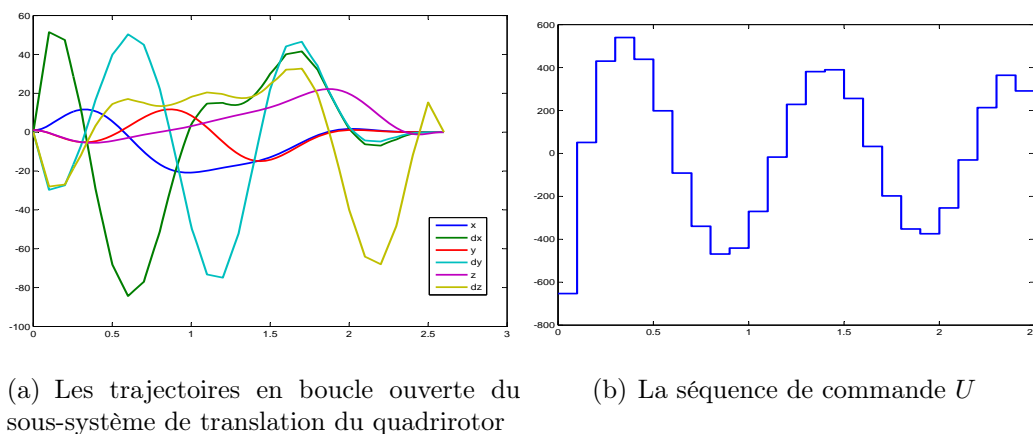 60
40
20
0
-20
-40
-60
-80
-100
0 0.5 1 1.5 2 2.5 3
x
dx
y
dy
z
dz
600
400
200
0
-200
-400
-600
-800
0 0.5 1 1.5 2 2
(a) Les trajectoires en boucle ouverte du
sous-système de translation du quadrirotor
(b) La séquence de commande U